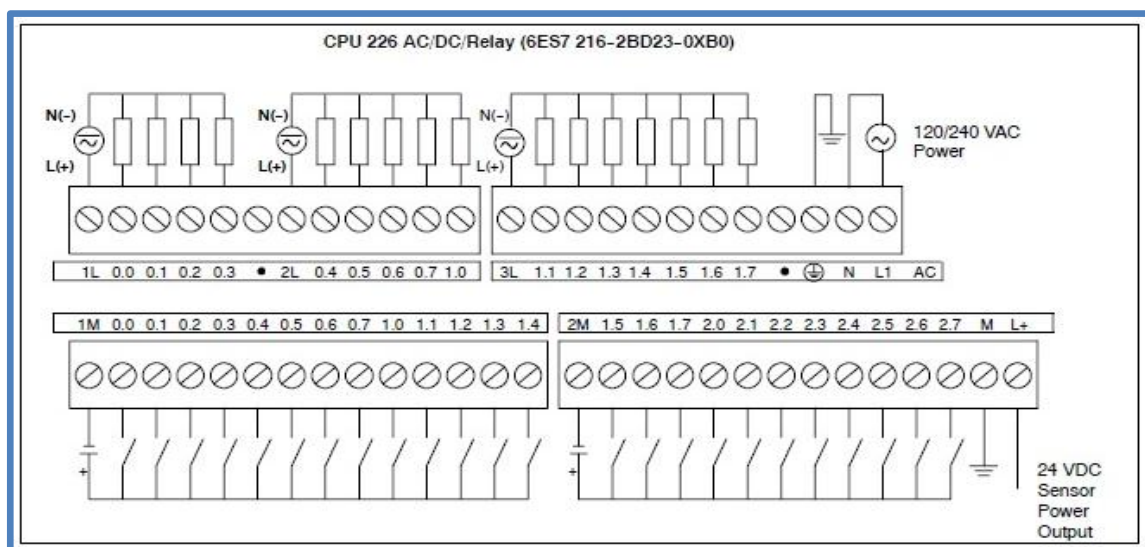 CPU 226 AC/DC/Relay (6ES7 216-2BD23-0XB0)
N(-) N(-) N(-)
120/240 VAC
Power
L(+) L(+) L(+)
1L 0.0 0.1 0.2 0.3 • 2L 0.4 0.5 0.6 0.7 1.0 3L 1.1 1.2 1.3 1.4 1.5 1.6 1.7 • N L1 AC
1M 0.0 0.1 0.2 0.3 0.4 0.5 0.6 0.7 1.0 1.1 1.2 1.3 1.4 2M 1.5 1.6 1.7 2.0 2.1 2.2 2.3 2.4 2.5 2.6 2.7 M L+
+ +
24 VDC
Sensor
Power
Output